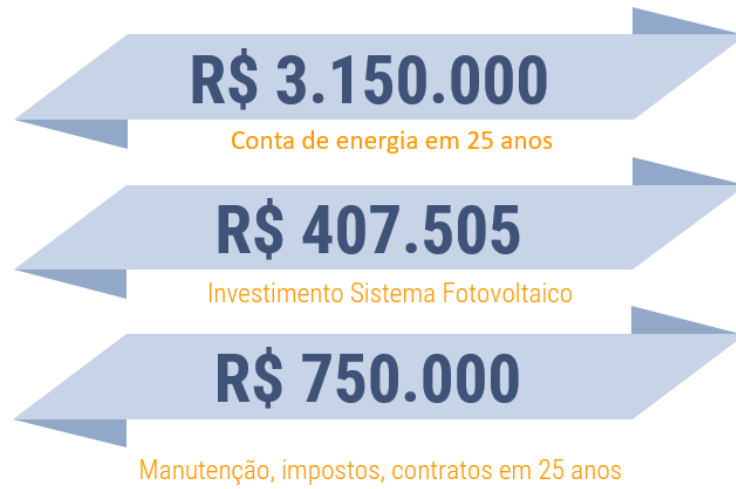 R$ 3.150.000
Conta de energia em 25 anos
R$ 407.505
Investimento Sistema Fotovoltaico
R$ 750.000
Manutenção, impostos, contratos em 25 anos